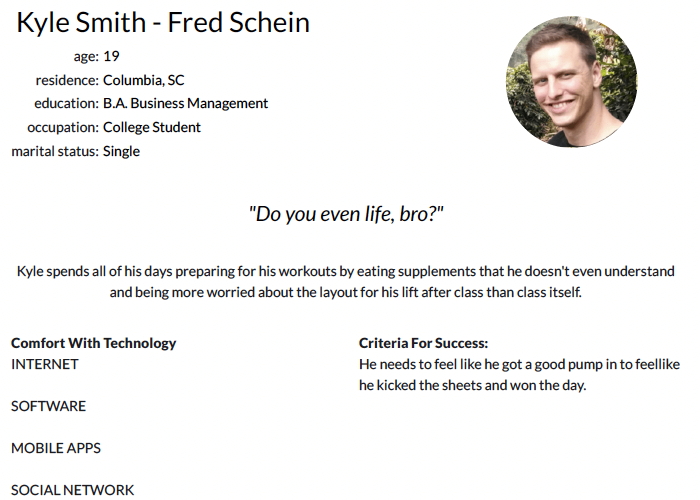 Kyle Smith - Fred Schein
age: 19
residence: Columbia, SC
education: B.A. Business Management
occupation: College Student
marital status: Single
"Do you even life, bro?"
Kyle spends all of his days preparing for his workouts by eating supplements that he doesn't even understand
and being more worried about the layout for his lift after class than class itself.
Comfort With Technology
INTERNET
SOFTWARE
MOBILE APPS
SOCIAL NETWORK
Criteria For Success:
He needs to feel like he got a good pump in to feellike
he kicked the sheets and won the day.